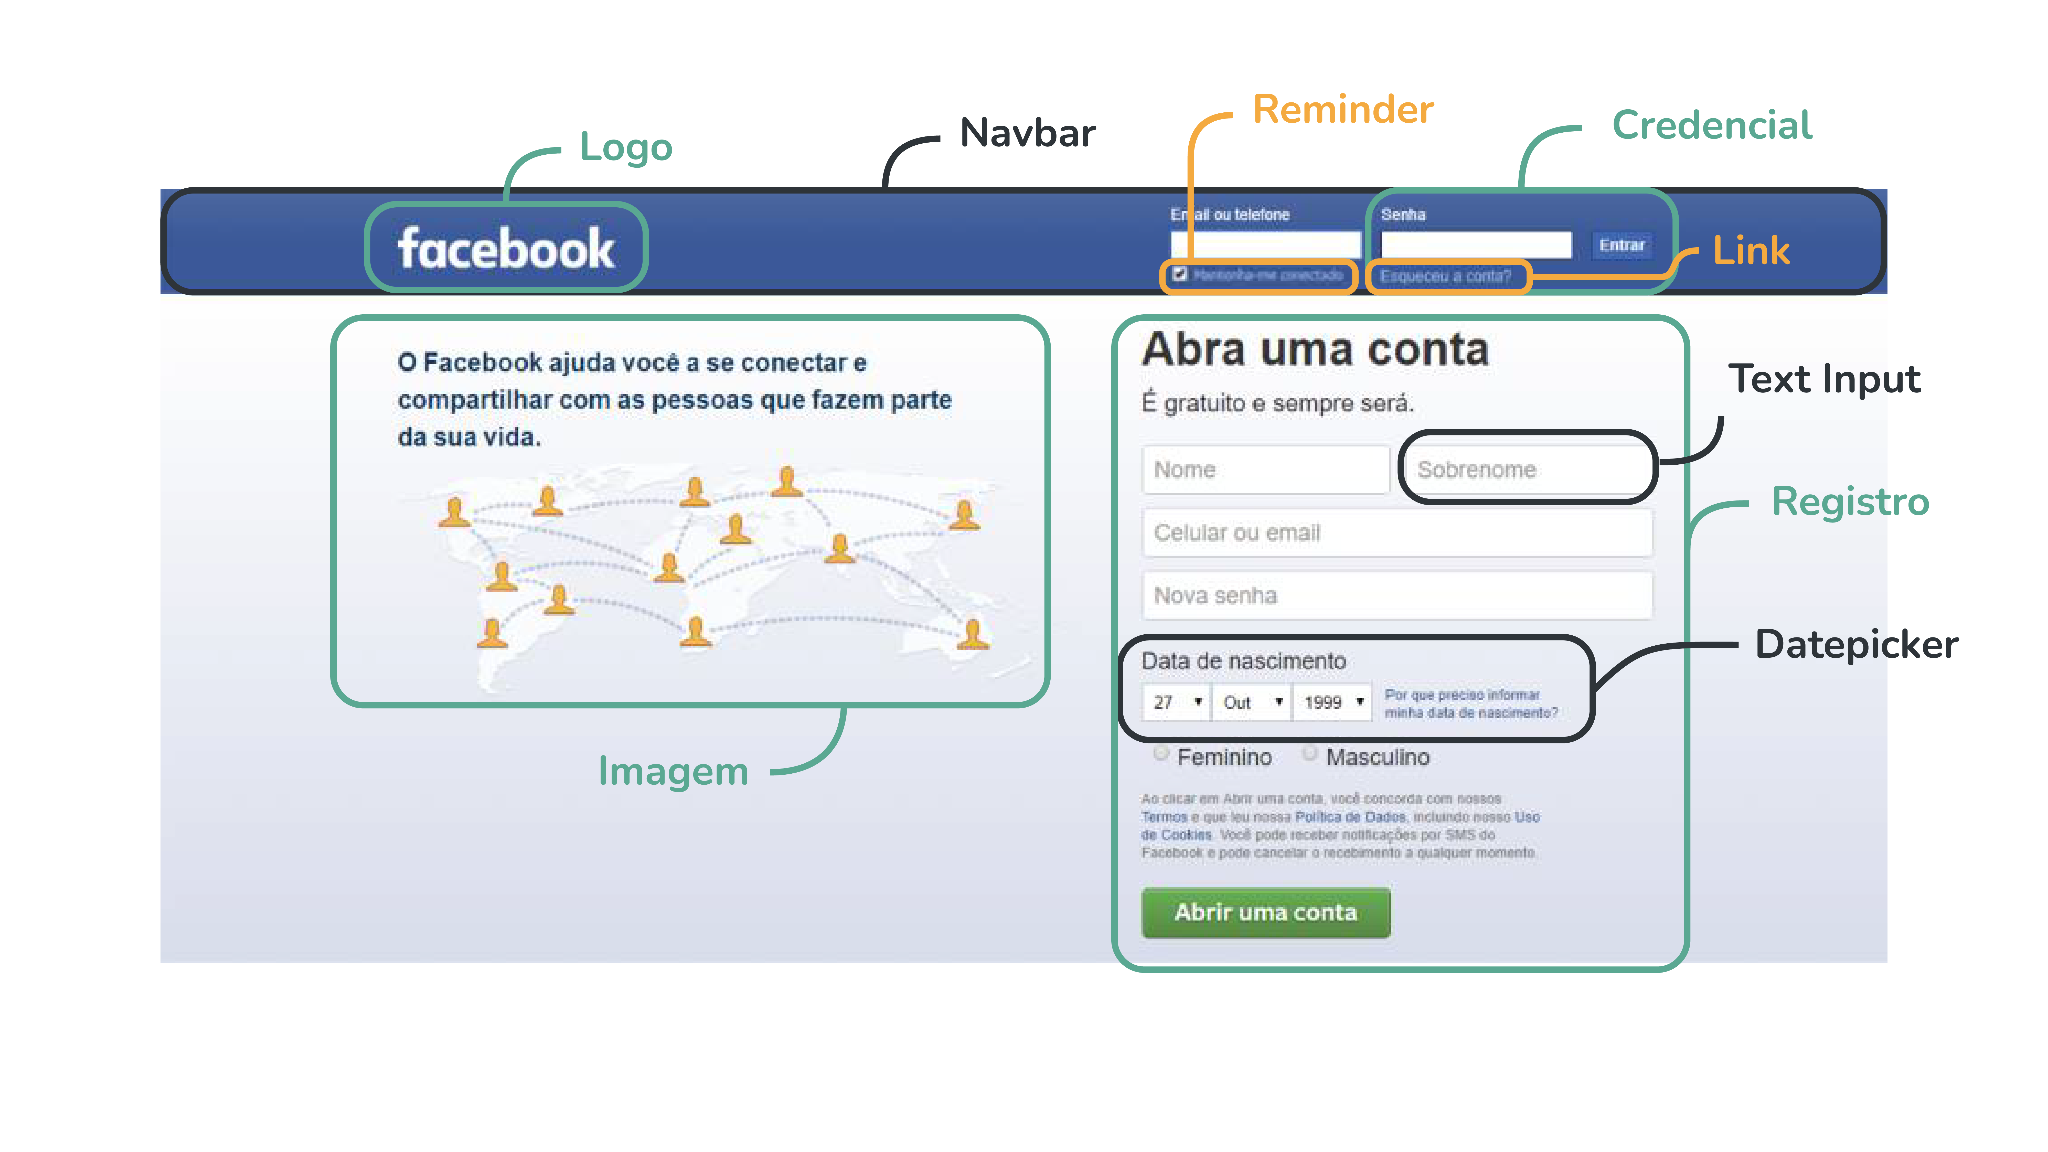 Reminder
Credencial
Navbar
Logo
Email ou telefone
Senha
facebook
Entrar
Link
Mantenha-me conectado
Esqueceu a conta?
Abra uma conta
O Facebook ajuda você a se conectar e
compartilhar com as pessoas que fazem parte
da sua vida.
É gratuito e sempre será.
Text Input
Nome
Sobrenome
Registro
Celular ou email
Nova senha
Datepicker
Data de nascimento
27 Out 1999
Por que preciso informar
minha data de nascimento?
Feminino Masculino
Imagem
Ao clicar em Abrir uma conta, você concorda com nossos
Termos e que leu nossa Política de Dados, incluindo nosso Uso
de Cookies. Você pode receber notificações por SMS do
Facebook e pode cancelar o recebimento a qualquer momento.
Abrir uma conta